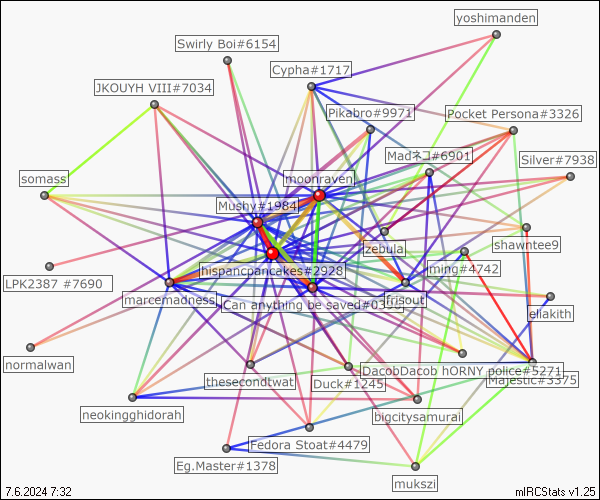 yoshimanden
Swirly Boi#6154
Cypha#1717
JKOUYH VIII#7034
Pikabro#9971
Pocket Persona#3326
Madネコ#6901
Silver#7938
somass
moonraven
Mushy#1984
zebula
shawntee9
hispancpancakes#2928
ming#4742
LPK2387 #7690
marcemadness
Can anything be saved#0393
frisout
eliakith
normalwan
DacobDacob hORNY police#5271
thesecondtwat
Duck#1245
Majestic#3375
neokingghidorah
bigcitysamurai
Fedora Stoat#4479
Eg.Master#1378
mukszi
7.6.2024 7:32
mIRCStats v1.25